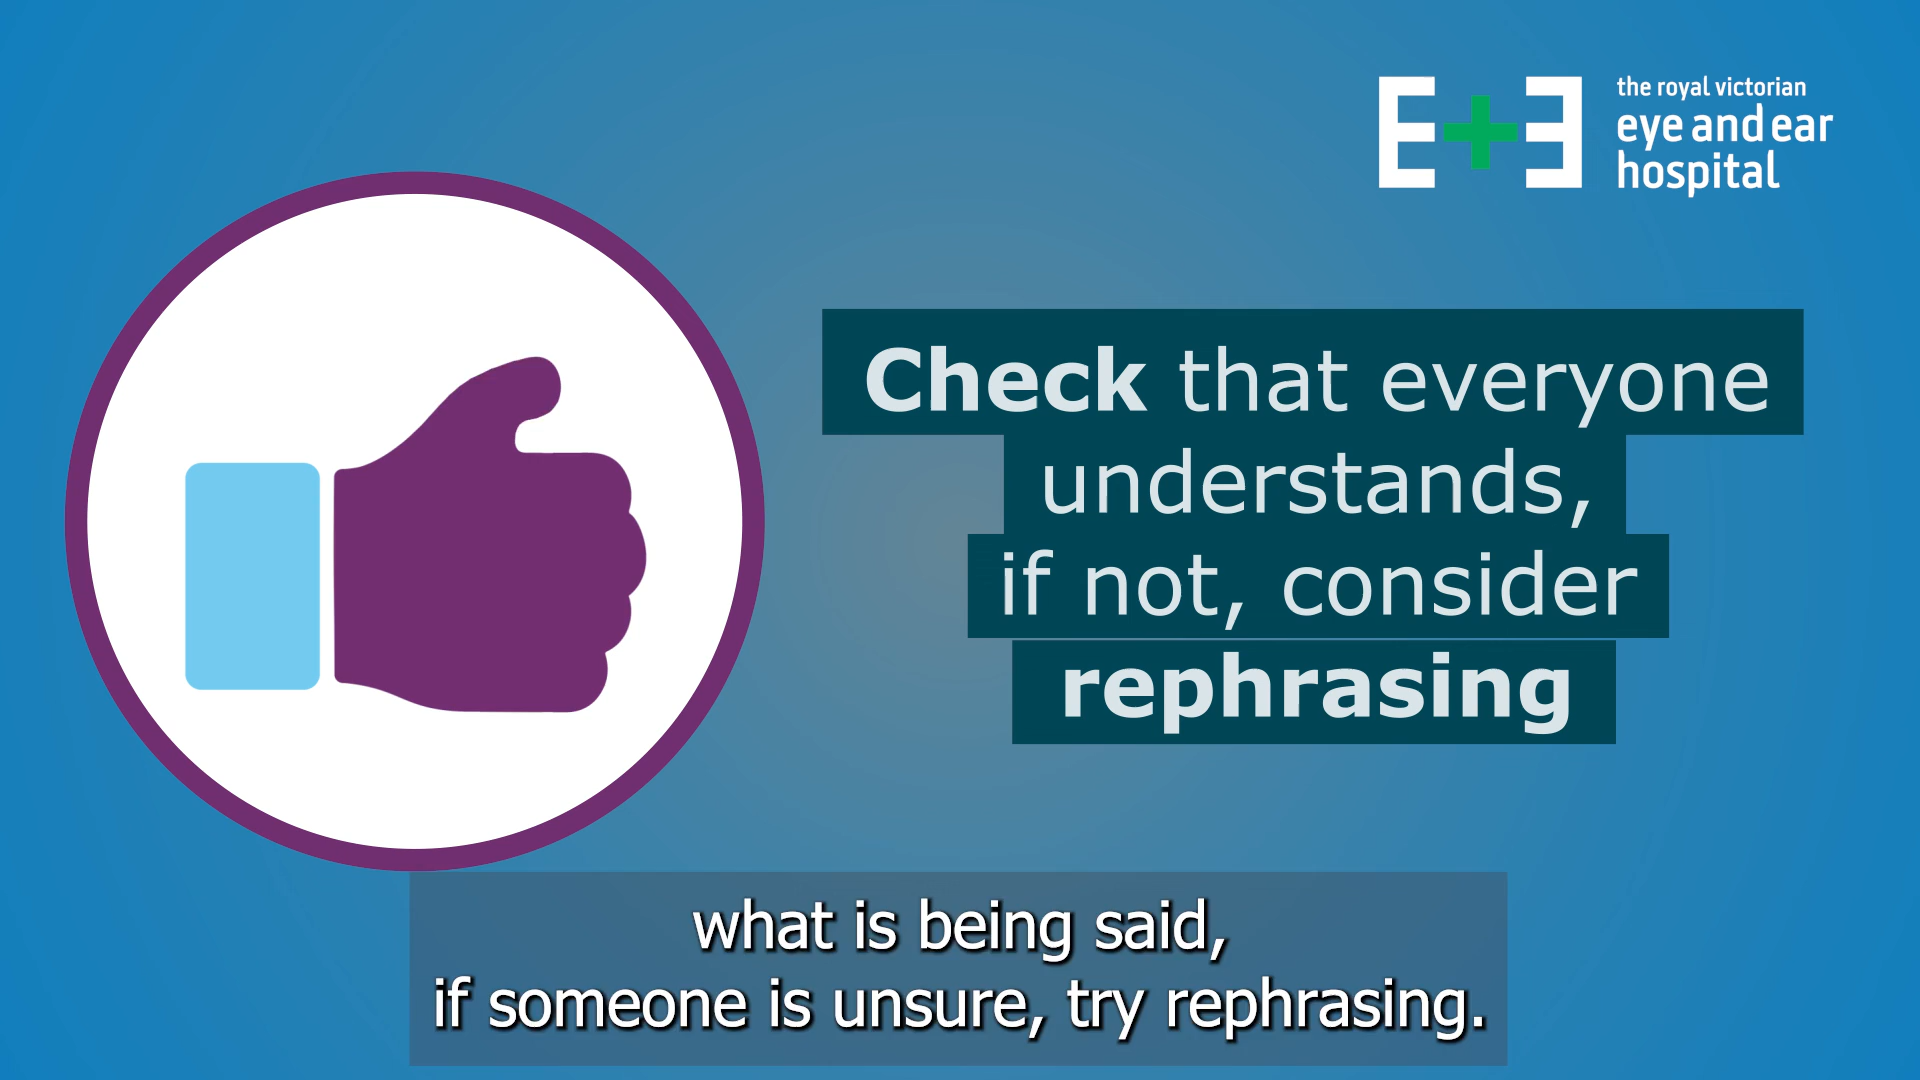 E+E
the royal victorian
eye and ear
hospital
Check that everyone
understands,
if not, consider
rephrasing
what is being said,
if someone is unsure, try rephrasing.